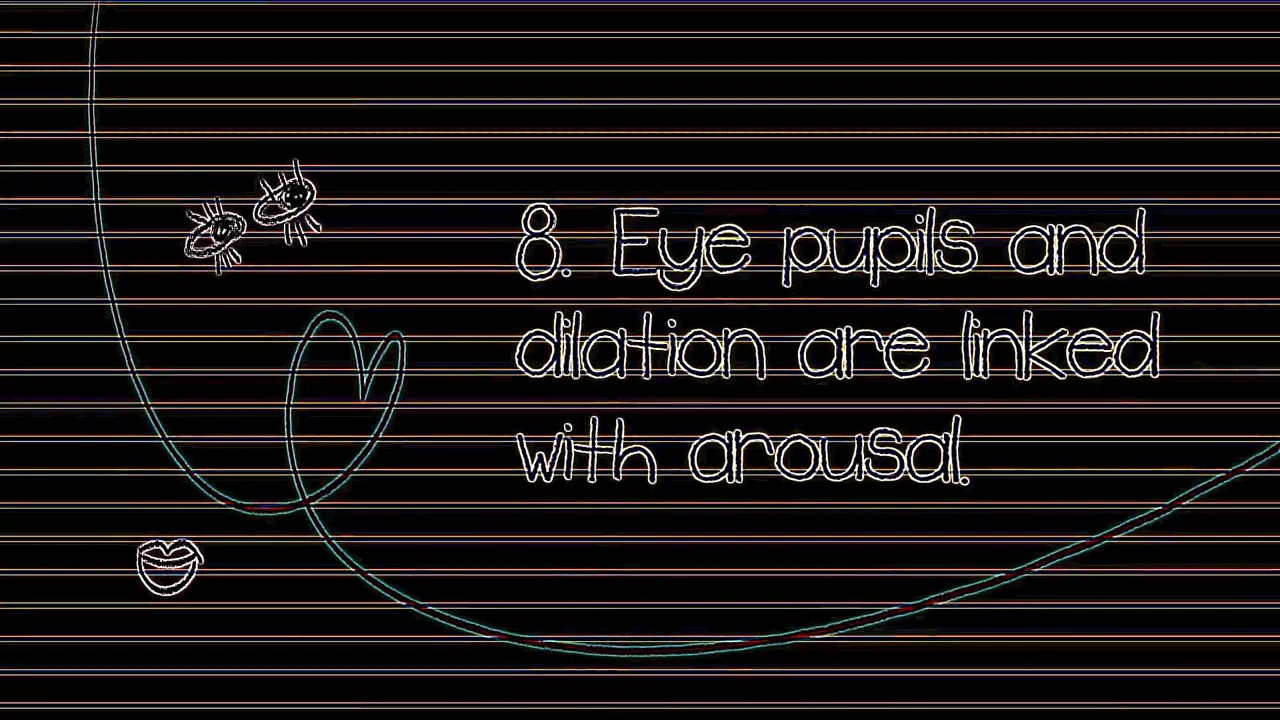 8. Eye pupils and
dilation are linked
with arousal.